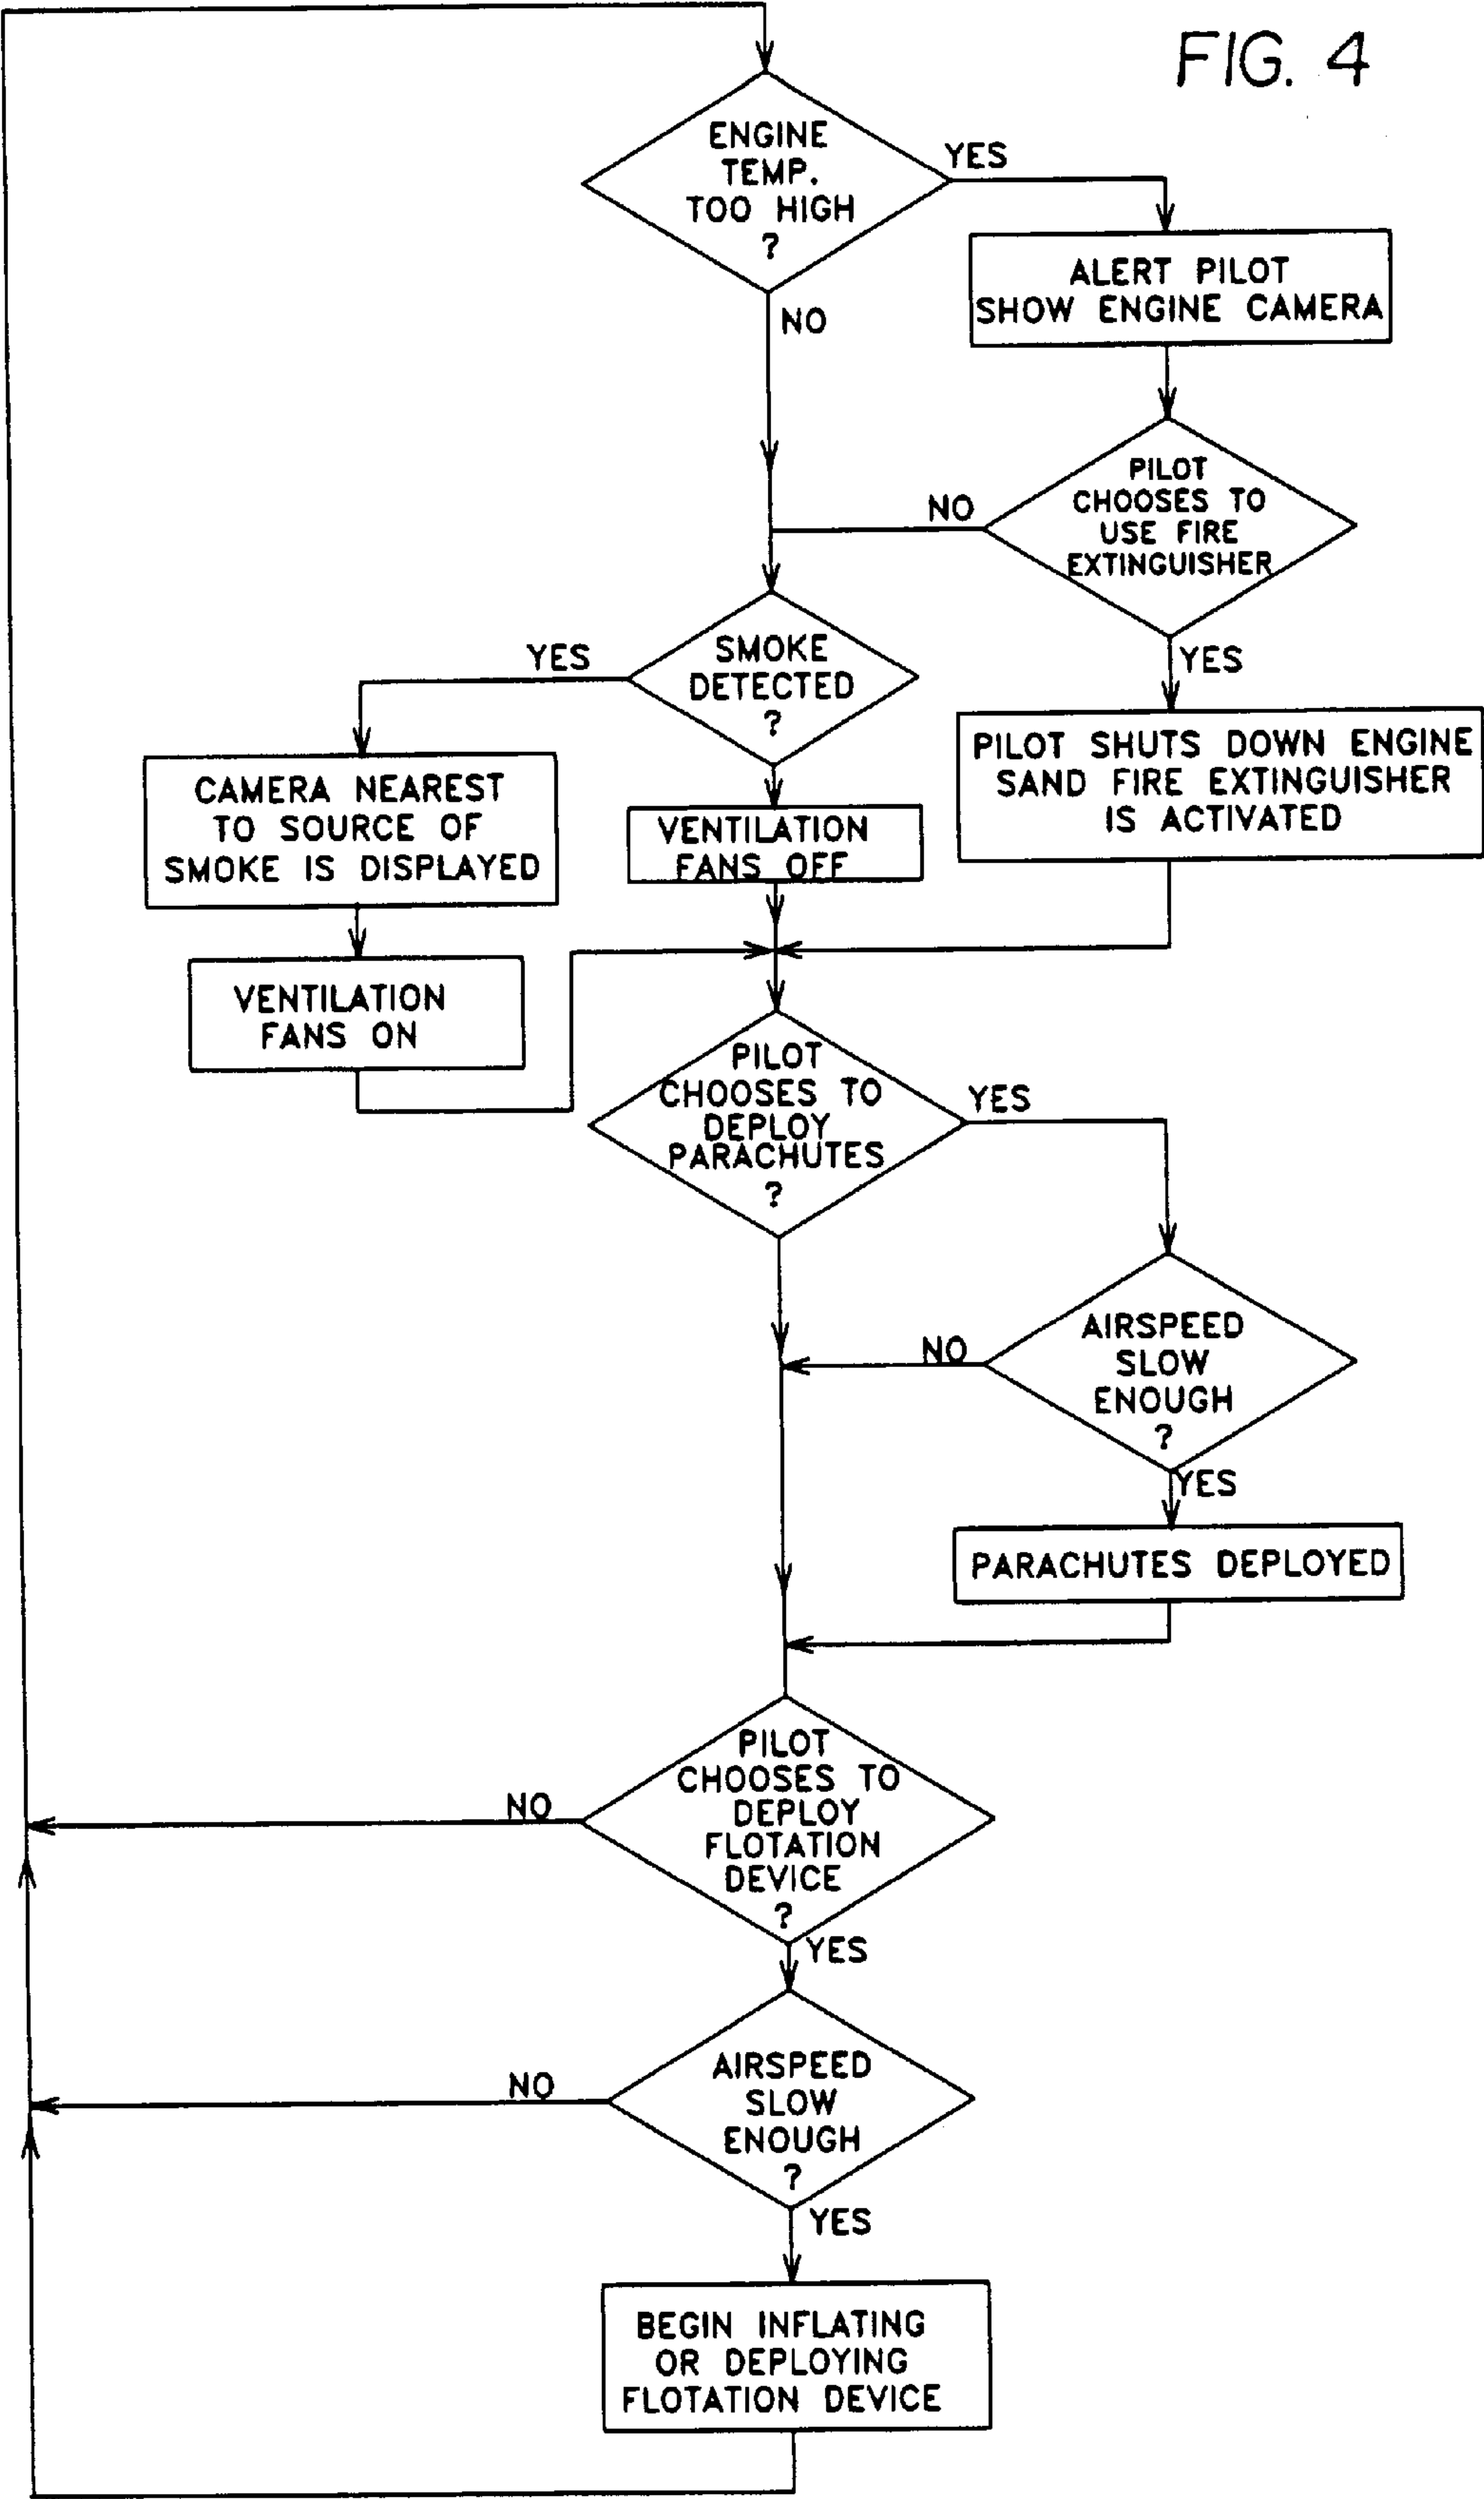 FIG. 4
ENGINE
TEMP.
TOO HIGH
?
YES
NO
ALERT PILOT
SHOW ENGINE CAMERA
PILOT
CHOOSES TO
USE FIRE
EXTINGUISHER
NO
YES
SMOKE
DETECTED
?
YES
PILOT SHUTS DOWN ENGINE
SAND FIRE EXTINGUISHER
IS ACTIVATED
CAMERA NEAREST
TO SOURCE OF
SMOKE IS DISPLAYED
VENTILATION
FANS OFF
VENTILATION
FANS ON
PILOT
CHOOSES TO
DEPLOY
PARACHUTES
?
YES
AIRSPEED
SLOW
ENOUGH
?
NO
YES
PARACHUTES DEPLOYED
PILOT
CHOOSES TO
DEPLOY
FLOTATION
DEVICE
?
NO
YES
AIRSPEED
SLOW
ENOUGH
?
NO
YES
BEGIN INFLATING
OR DEPLOYING
FLOTATION DEVICE